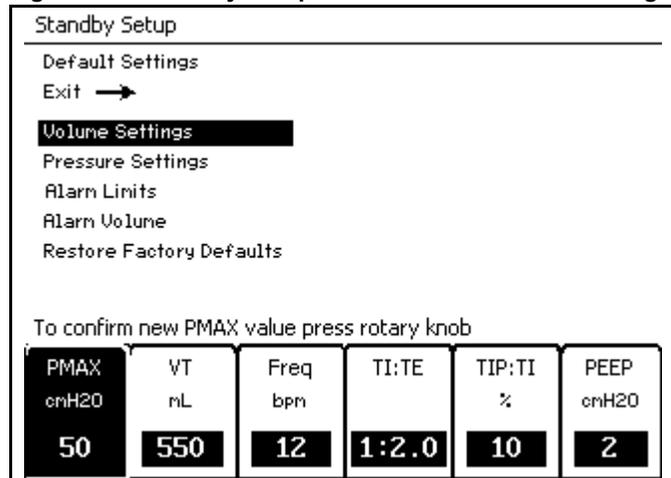 Standby Setup
Default Settings
Exit
Volume Settings
Pressure Settings
Alarm Limits
Alarm Volume
Restore Factory Defaults
To confirm new PMAX value press rotary knob
PMAX VT Freq TI:TE TIP:TI PEEP
cmH2O mL bpm % cmH2O
50 550 12 1:2.0 10 2